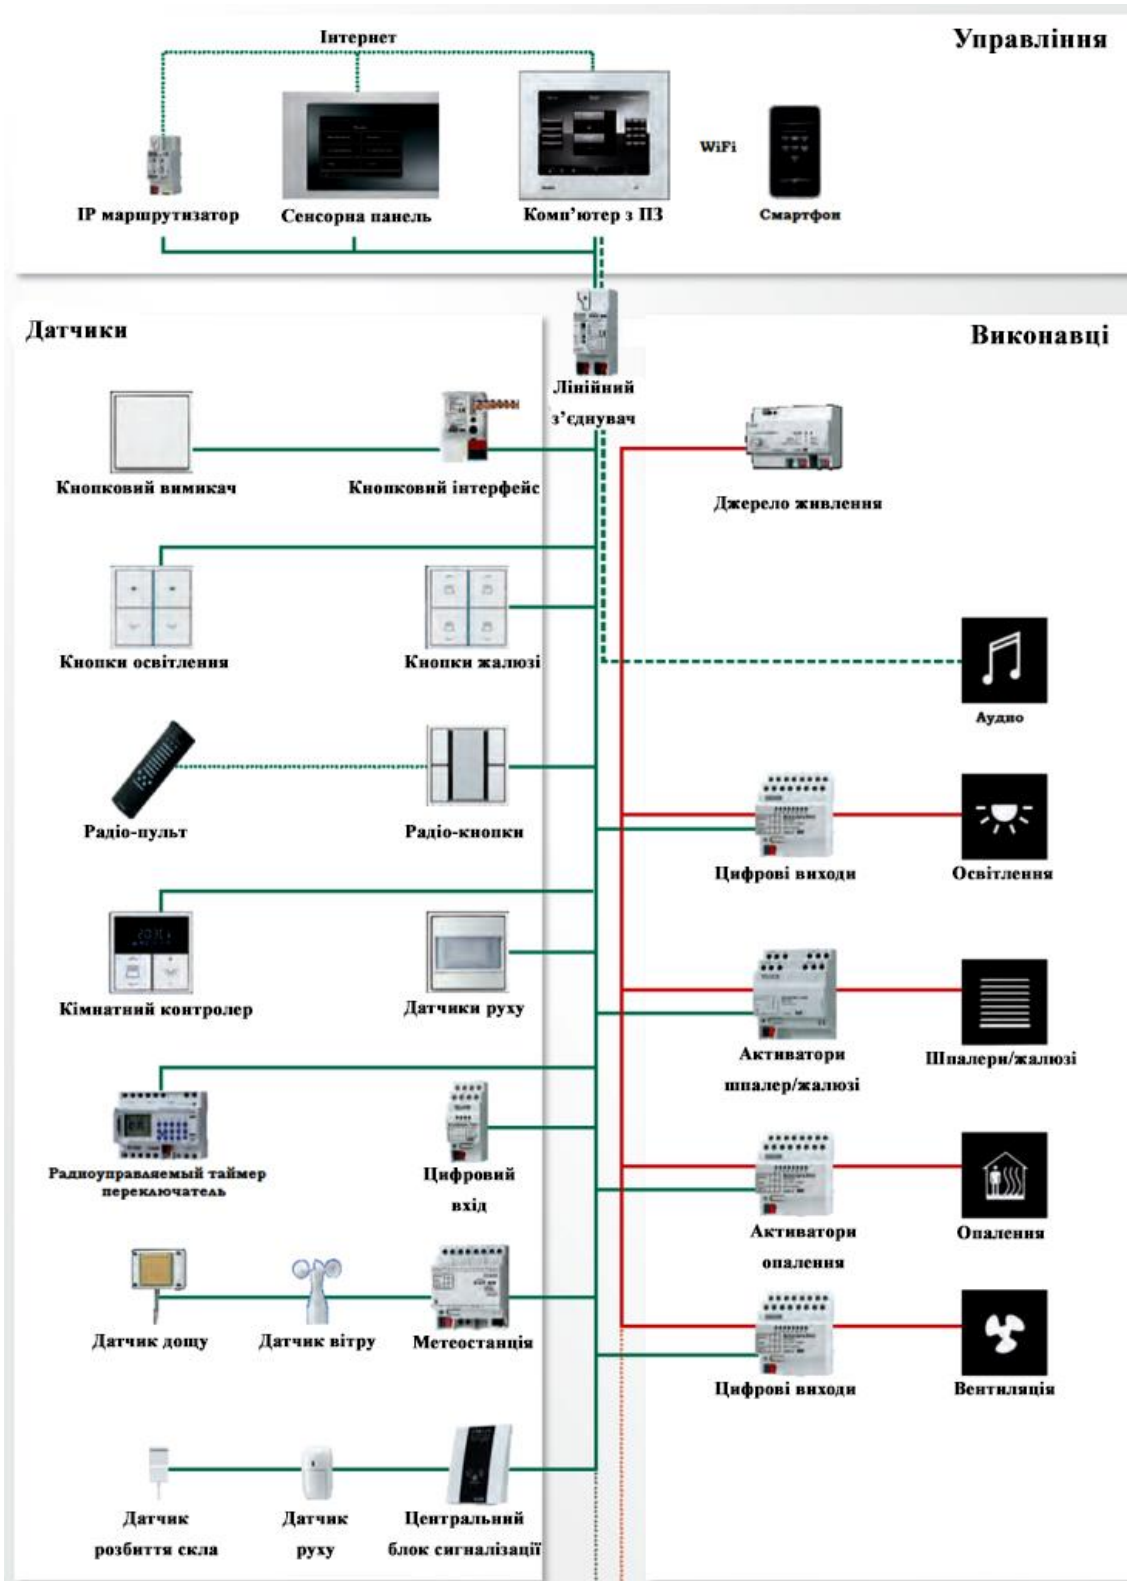 Інтернет
Управління
WiFi
IP маршрутизатор
Сенсорна панель
Комп’ютер з ПЗ
Смартфон
Датчики
Виконавці
Лінійний
з’єднувач
Кнопковий вимикач
Кнопковий інтерфейс
Джерело живлення
Кнопки освітлення
Кнопки жалюзі
Аудио
Радіо-пульт
Радіо-кнопки
Цифрові виходи
Освітлення
Кімнатний контролер
Датчики руху
Активатори
шпалер/жалюзі
Шпалери/жалюзі
Радиоуправляемый таймер
переключатель
Цифровий
вхід
Активатори
опалення
Опалення
Датчик дощу
Датчик вітру
Метеостанція
Цифрові виходи
Вентиляція
Датчик
розбиття скла
Датчик
руху
Центральний
блок сигналізації